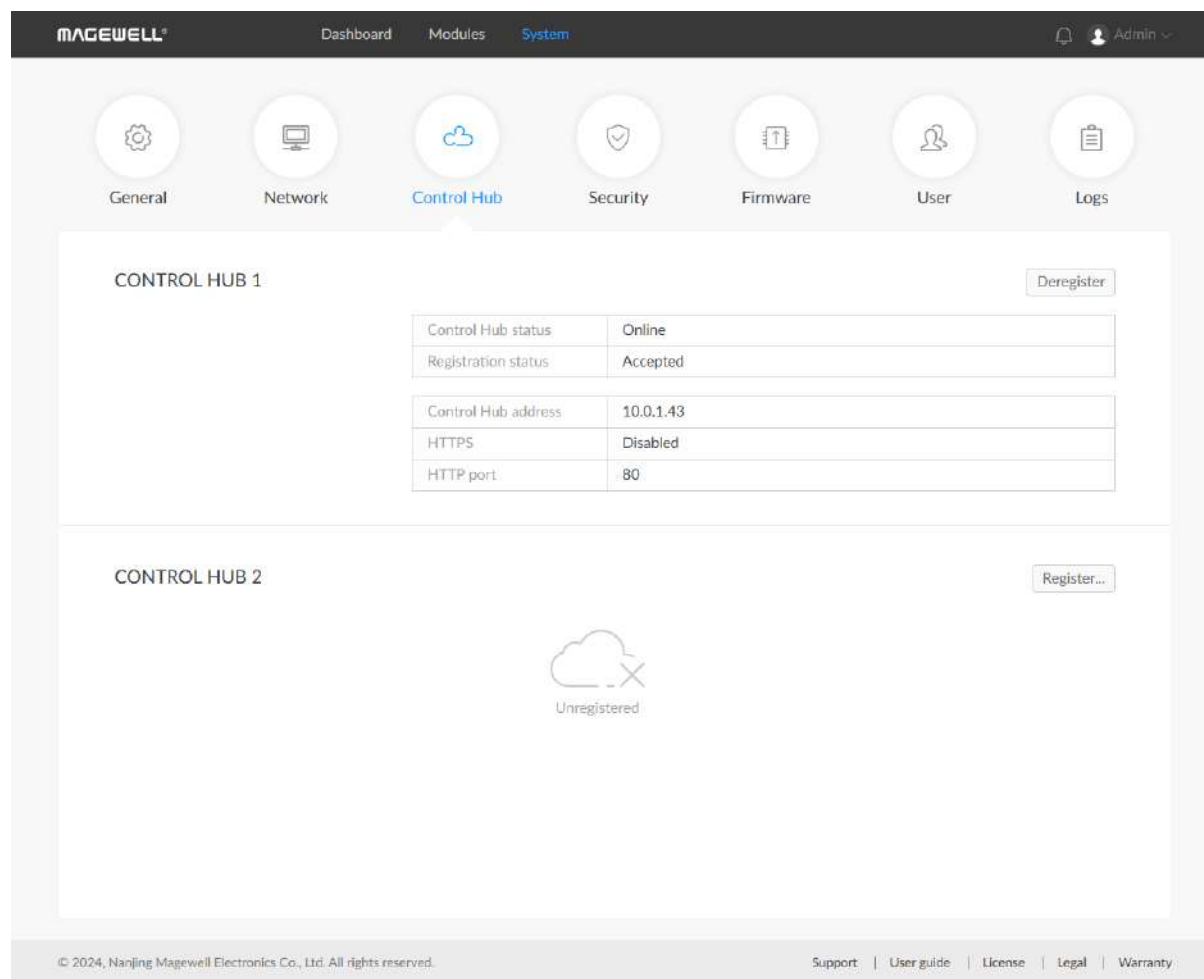 MAGEWELL® Dashboard Modules System Admin
General Network Control Hub Security Firmware User Logs
CONTROL HUB 1 Deregister
Control Hub status Online
Registration status Accepted
Control Hub address 10.0.1.43
HTTPS Disabled
HTTP port 80
CONTROL HUB 2 Register...
Unregistered
© 2024, Nanjing Magewell Electronics Co., Ltd. All rights reserved. Support | User guide | License | Legal | Warranty